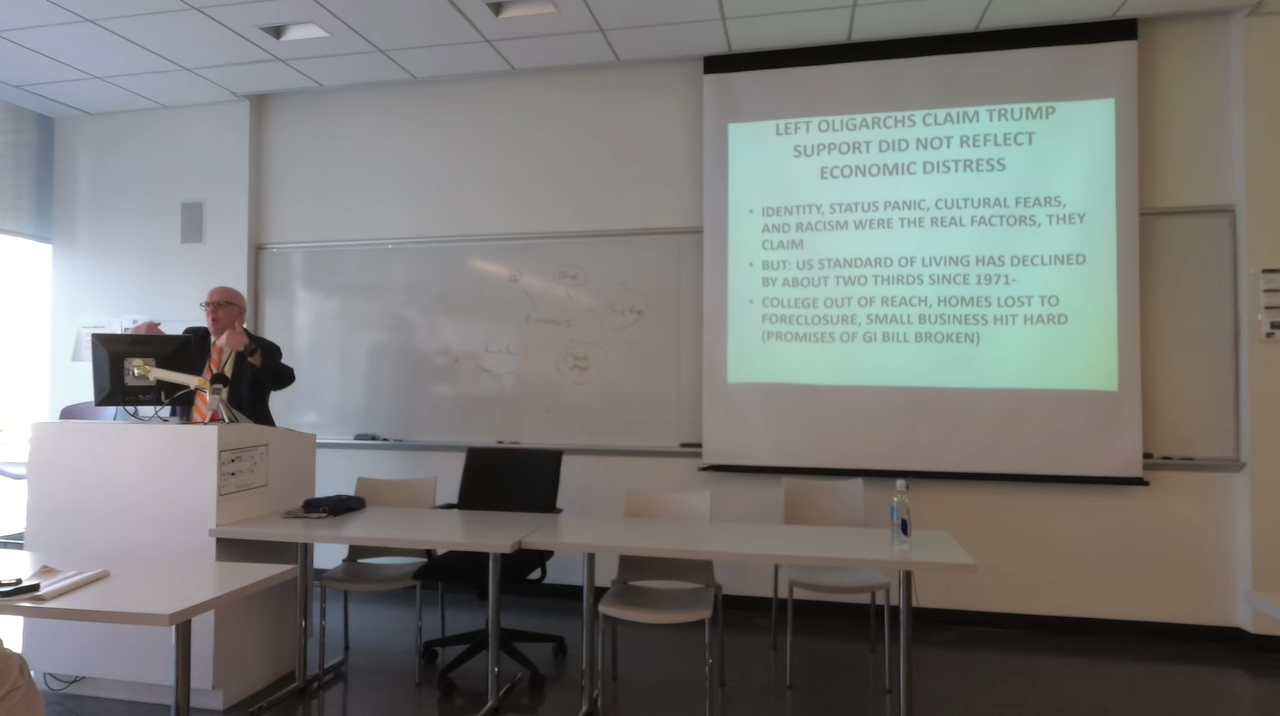 LEFT OLIGARCHS CLAIM TRUMP
SUPPORT DID NOT REFLECT
ECONOMIC DISTRESS
• IDENTITY, STATUS PANIC, CULTURAL FEARS,
AND RACISM WERE THE REAL FACTORS, THEY
CLAIM
• BUT: US STANDARD OF LIVING HAS DECLINED
BY ABOUT TWO THIRDS SINCE 1971-
• COLLEGE OUT OF REACH, HOMES LOST TO
FORECLOSURE, SMALL BUSINESS HIT HARD
(PROMISES OF GI BILL BROKEN)